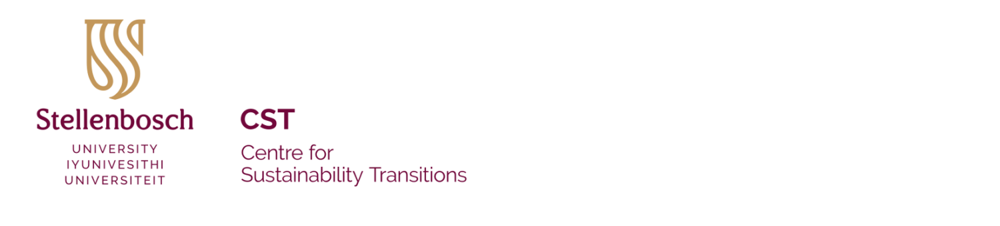 Stellenbosch
UNIVERSITY
IYUNIVESITHI
UNIVERSITEIT
CST
Centre for
Sustainability Transitions